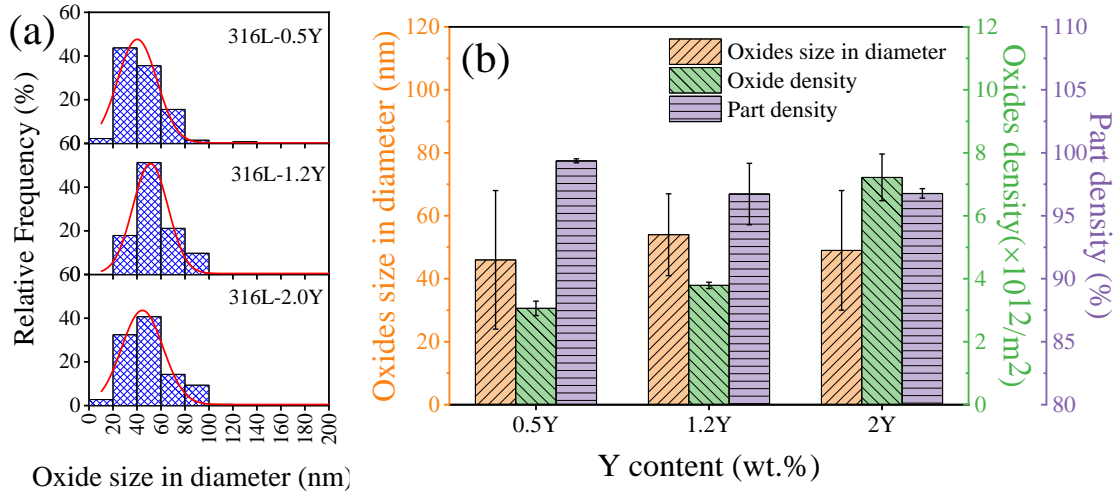 (a)
Relative Frequency (%)
60
40
20
60
316L-0.5Y
40
20
60
316L-1.2Y
40
20
0
316L-2.0Y
0
20
40
60
80
100
120
140
160
180
200
Oxide size in diameter (nm)
(b)
Oxides size in diameter (nm)
120
100
80
60
40
20
0
Oxides size in diameter
Oxide density
Part density
0.5Y
1.2Y
2Y
Y content (wt.%)
12
10
8
6
4
2
0
Oxides density(×10¹²/m²)
110
105
100
95
90
85
80
Part density (%)